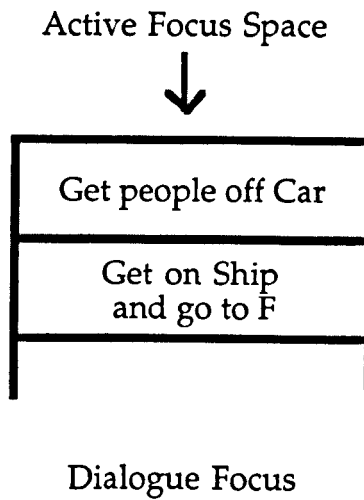 Active Focus Space
Get people off Car
Get on Ship
and go to F
Dialogue Focus